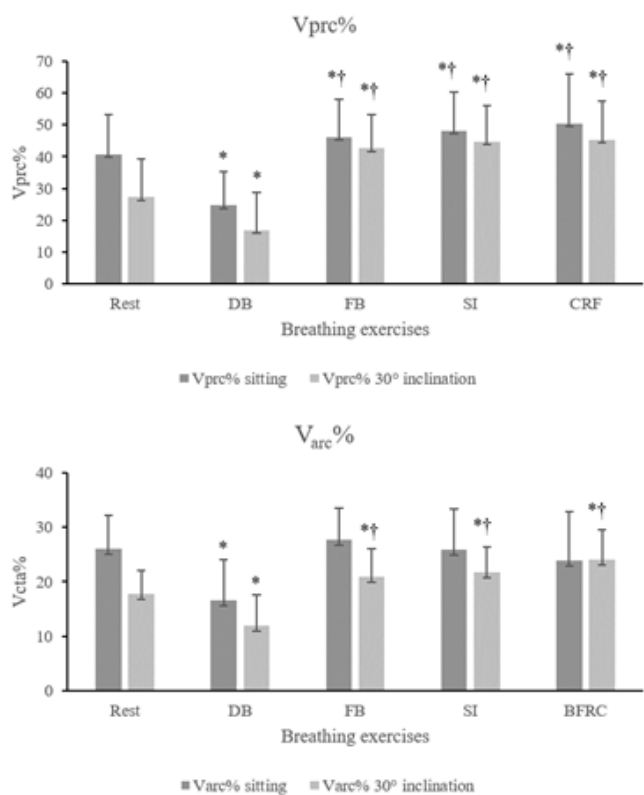 Vprc%
70
60
50
40
30
20
10
0
Vprc%
*
*
*†
*†
*†
*†
*†
*†
Rest DB FB SI CRF
Breathing exercises
Vprc% sitting Vprc% 30° inclination
Varc%
40
30
20
10
0
Vcta%
*
*
*†
*†
*†
Rest DB FB SI BFRC
Breathing exercises
Varc% sitting Varc% 30° inclination